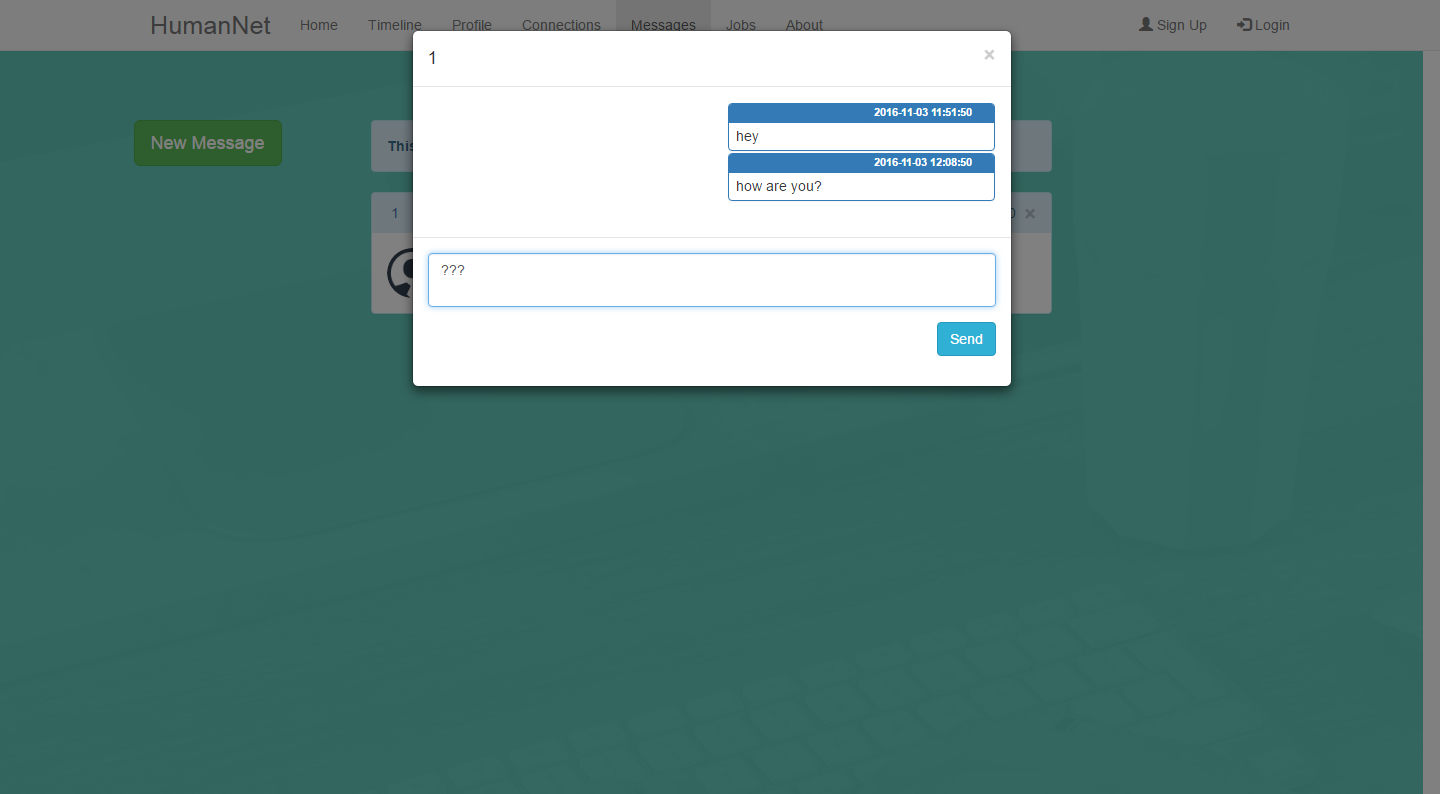 HumanNet Home Timeline Profile Connections Messages Jobs About Sign Up Login
1 ×
2016-11-03 11:51:50
hey
2016-11-03 12:08:50
how are you?
New Message
This
1 0 ×
???
Send